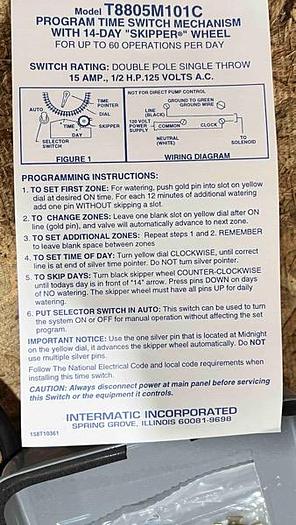 Model T8805M101C
PROGRAM TIME SWITCH MECHANISM
WITH 14-DAY "SKIPPER®" WHEEL
FOR UP TO 60 OPERATIONS PER DAY
SWITCH RATING: DOUBLE POLE SINGLE THROW
15 AMP., 1/2 H.P. 125 VOLTS A.C.
AUTO
TIME
POINTER
DIAL
SKIPPER
TIME
DAY
SELECTOR
SWITCH
FIGURE 1
NOT FOR DIRECT PUMP CONTROL
GROUND TO GREEN
GROUND WIRE
LINE
(BLACK)
120 VOLT
POWER
SUPPLY
COMMON
CLOCK
NEUTRAL
(WHITE)
TO
SOLENOID
WIRING DIAGRAM
PROGRAMMING INSTRUCTIONS:
1. TO SET FIRST ZONE: For watering, push gold pin into slot on yellow
dial at desired ON time. For each 12 minutes of additional watering
add one PIN WITHOUT skipping a slot.
2. TO CHANGE ZONES: Leave one blank slot on yellow dial after ON
line (gold pin), and valve will automatically advance to next zone.
3. TO SET ADDITIONAL ZONES: Repeat steps 1 and 2. REMEMBER
to leave blank space between zones
4. TO SET TIME OF DAY: Turn yellow dial CLOCKWISE, until correct
line is at end of silver time pointer. Do NOT turn silver pointer.
5. TO SKIP DAYS: Turn black skipper wheel COUNTER-CLOCKWISE
until todays day is in front of "14" arrow. Press pins DOWN on days
of NO watering. The skipper wheel must have all pins UP for daily
watering.
6. PUT SELECTOR SWITCH IN AUTO: This switch can be used to turn
the system ON or OFF for manual operation without affecting the set
program.
IMPORTANT NOTICE: Use the one silver pin that is located at Midnight
on the yellow dial, it advances the skipper automatically. Do NOT
use multiple silver pins.
Follow The National Electrical Code and local code requirements when
installing this time switch.
CAUTION: Always disconnect power at main panel before servicing
this Switch or the equipment it controls.
INTERMATIC INCORPORATED
SPRING GROVE, ILLINOIS 60081-9698
158T10361